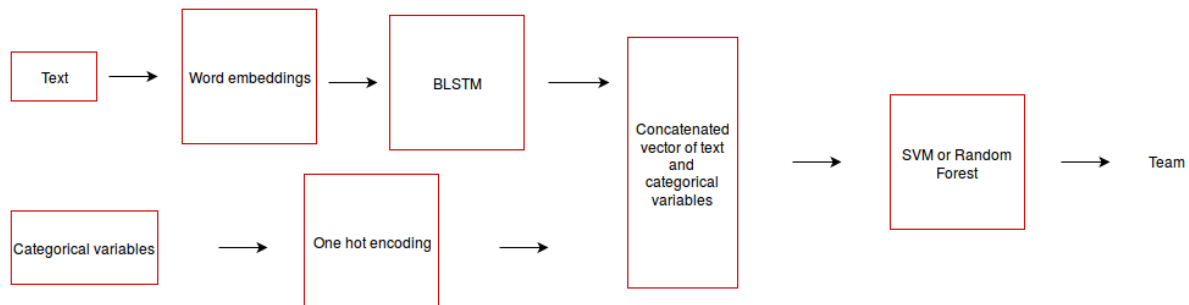 Text
Word embeddings
BLSTM
Categorical variables
One hot encoding
Concatenated
vector of text
and
categorical
variables
SVM or Random
Forest
Team